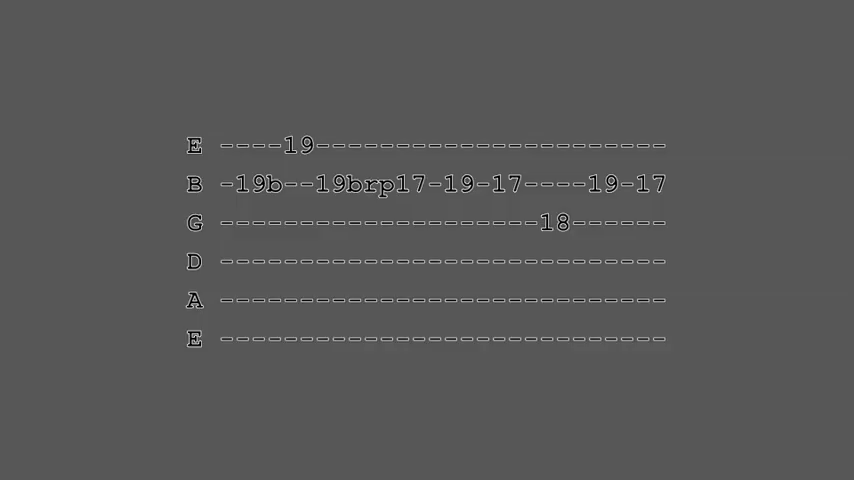 E ----19----------------------
B -19b--19brp17-19-17----19-17
G --------------------18------
D ----------------------------
A ----------------------------
E ----------------------------